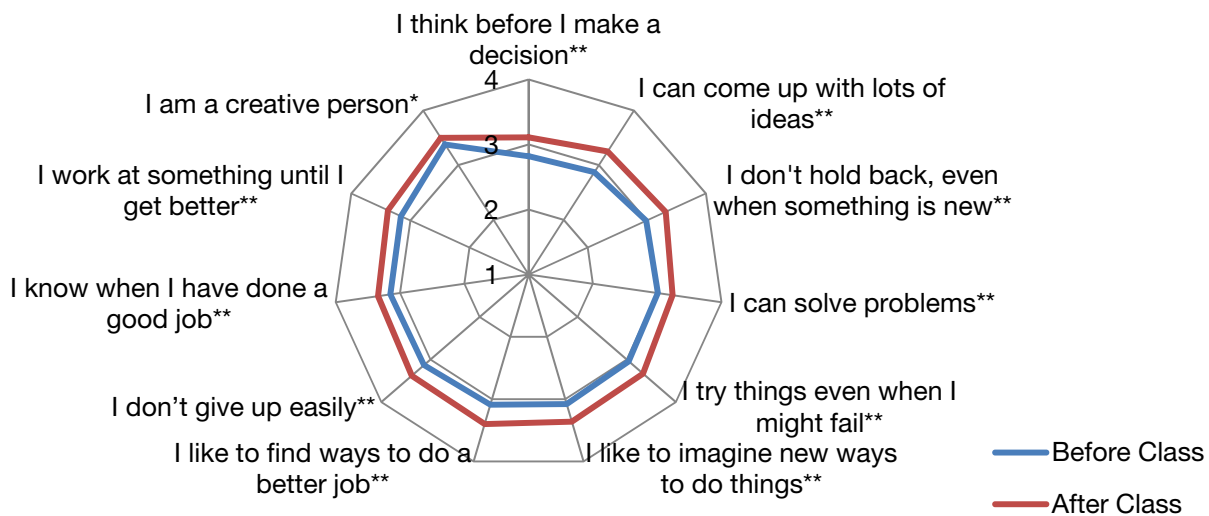 I think before I make a
decision**
I can come up with lots of
ideas**
I don't hold back, even
when something is new**
I can solve problems**
I try things even when I
might fail**
I like to imagine new ways
to do things**
I like to find ways to do a
better job**
I don’t give up easily**
I know when I have done a
good job**
I work at something until I
get better**
I am a creative person*
4
3
2
1
Before Class
After Class